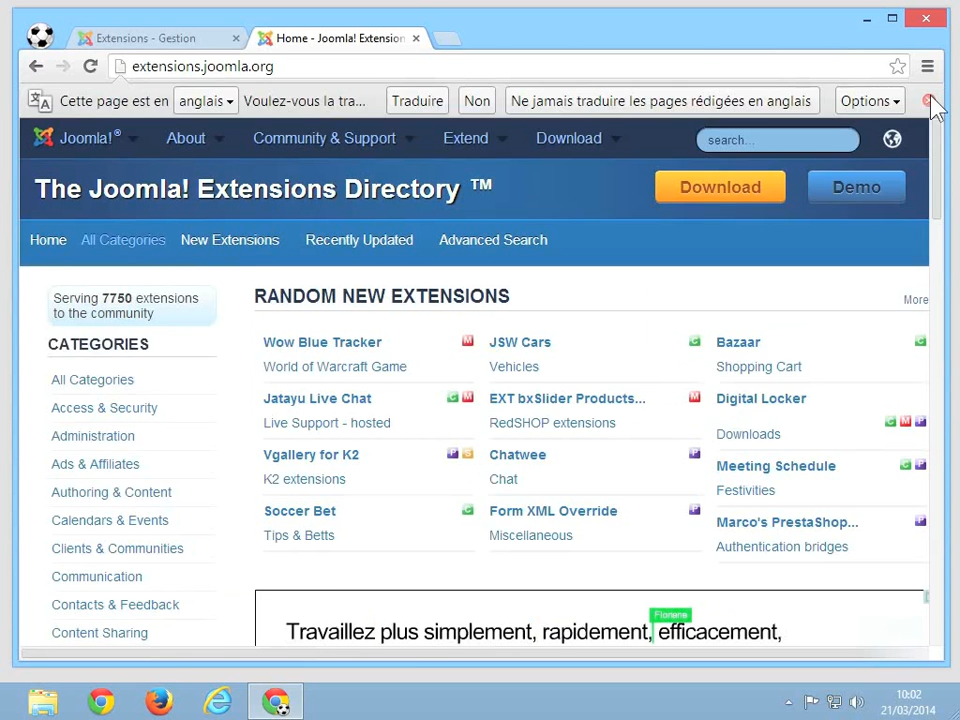 Extensions - Gestion
Home - Joomla! Extension
extensions.joomla.org
Cette page est en anglais Voulez-vous la tra... Traduire Non Ne jamais traduire les pages rédigées en anglais Options
Joomla!® About Community & Support Extend Download search...
The Joomla! Extensions Directory ™
Download Demo
Home All Categories New Extensions Recently Updated Advanced Search
Serving 7750 extensions
to the community
CATEGORIES
All Categories
Access & Security
Administration
Ads & Affiliates
Authoring & Content
Calendars & Events
Clients & Communities
Communication
Contacts & Feedback
Content Sharing
RANDOM NEW EXTENSIONS
More
Wow Blue Tracker M
World of Warcraft Game
Jatayu Live Chat C M
Live Support - hosted
Vgallery for K2 P S
K2 extensions
Soccer Bet C
Tips & Betts
JSW Cars C
Vehicles
EXT bxSlider Products... M
RedSHOP extensions
Chatwee P
Chat
Form XML Override P
Miscellaneous
Bazaar C
Shopping Cart
Digital Locker
C M P
Downloads
Meeting Schedule C P
Festivities
Marco's PrestaShop... P
Authentication bridges
Floriane
Travaillez plus simplement, rapidement, efficacement,
10:02
21/03/2014